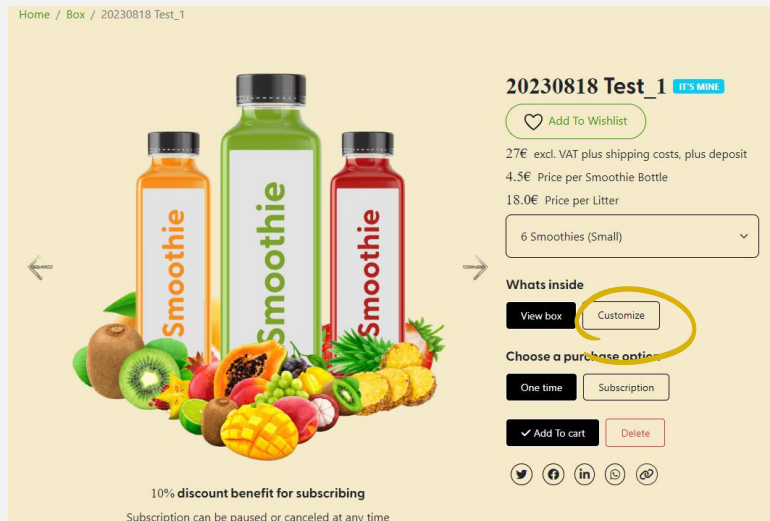 Home / Box / 20230818 Test_1
Smoothie
Smoothie
Smoothie
10% discount benefit for subscribing
Subscription can be paused or canceled at any time
20230818 Test_1 IT'S MINE
Add To Wishlist
27€ excl. VAT plus shipping costs, plus deposit
4.5€ Price per Smoothie Bottle
18.0€ Price per Litter
6 Smoothies (Small)
Whats inside
View box Customize
Choose a purchase option
One time Subscription
Add To cart Delete